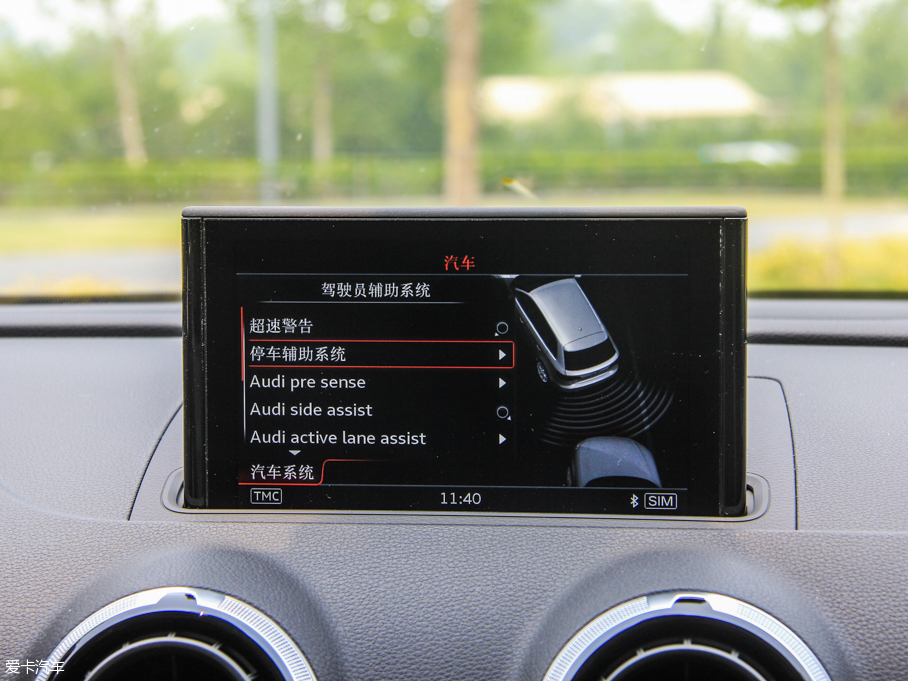 汽车
驾驶员辅助系统
超速警告
停车辅助系统
Audi pre sense
Audi side assist
Audi active lane assist
汽车系统
TMC 11:40 SIM
爱卡汽车